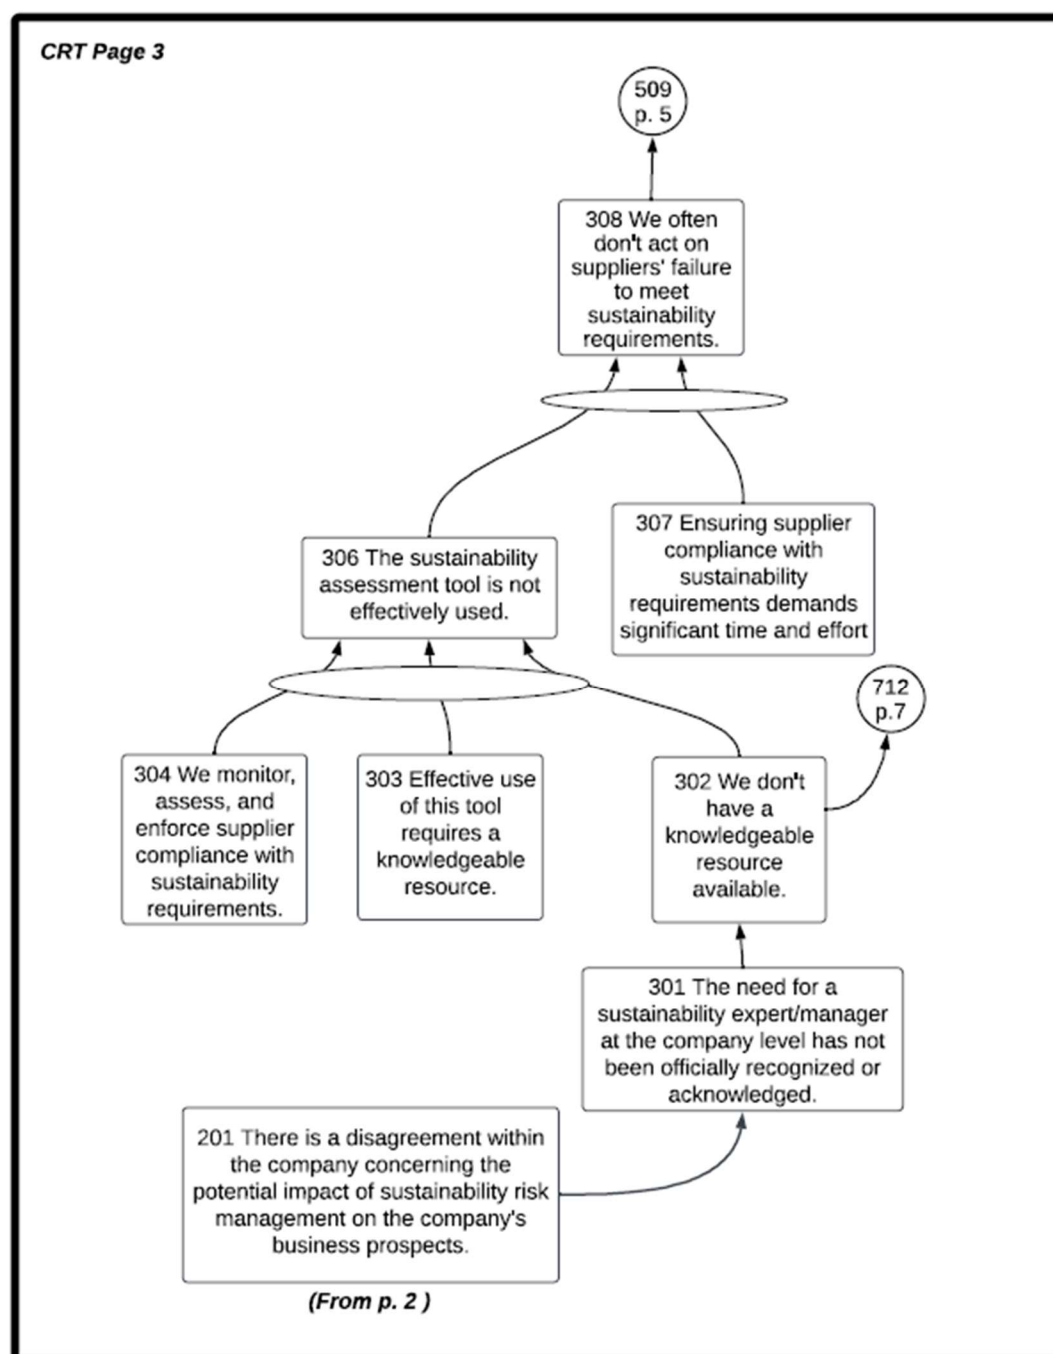 CRT Page 3
509
p. 5
308 We often
don't act on
suppliers' failure
to meet
sustainability
requirements.
306 The sustainability
assessment tool is not
effectively used.
307 Ensuring supplier
compliance with
sustainability
requirements demands
significant time and effort
712
p.7
304 We monitor,
assess, and
enforce supplier
compliance with
sustainability
requirements.
303 Effective use
of this tool
requires a
knowledgeable
resource.
302 We don't
have a
knowledgeable
resource
available.
301 The need for a
sustainability expert/manager
at the company level has not
been officially recognized or
acknowledged.
201 There is a disagreement within
the company concerning the
potential impact of sustainability risk
management on the company's
business prospects.
(From p. 2 )